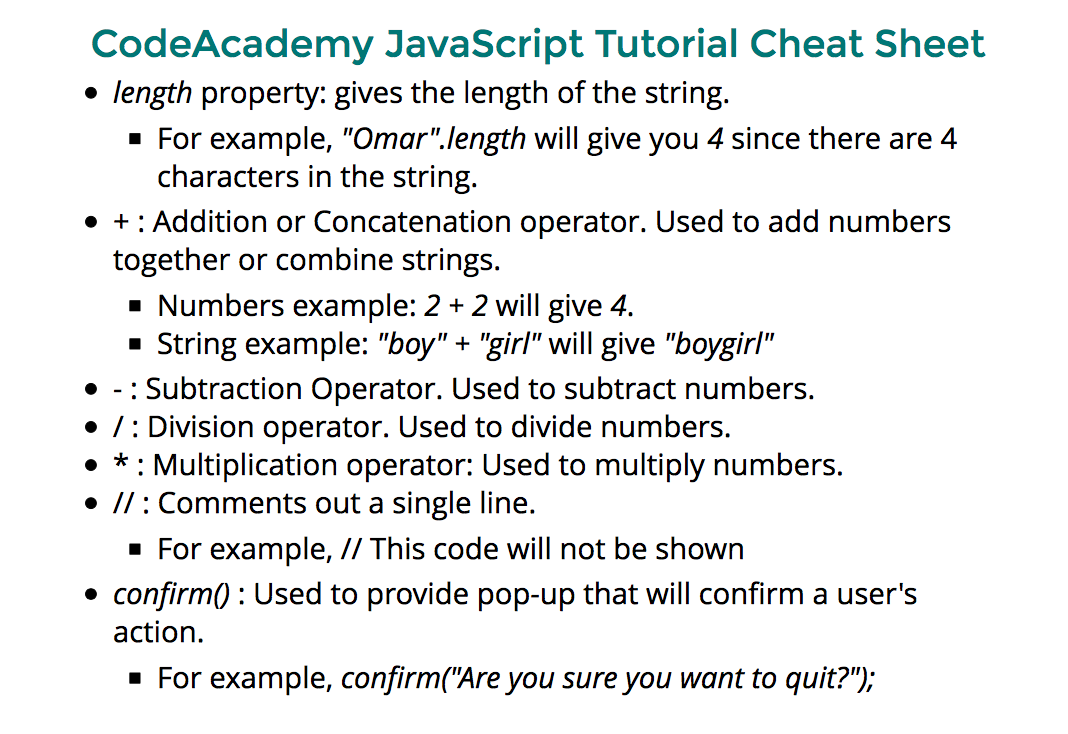 CodeAcademy JavaScript Tutorial Cheat Sheet
• length property: gives the length of the string.
▪ For example, "Omar".length will give you 4 since there are 4
characters in the string.
• + : Addition or Concatenation operator. Used to add numbers
together or combine strings.
▪ Numbers example: 2 + 2 will give 4.
▪ String example: "boy" + "girl" will give "boygirl"
• - : Subtraction Operator. Used to subtract numbers.
• / : Division operator. Used to divide numbers.
• * : Multiplication operator: Used to multiply numbers.
• // : Comments out a single line.
▪ For example, // This code will not be shown
• confirm() : Used to provide pop-up that will confirm a user's
action.
▪ For example, confirm("Are you sure you want to quit?");